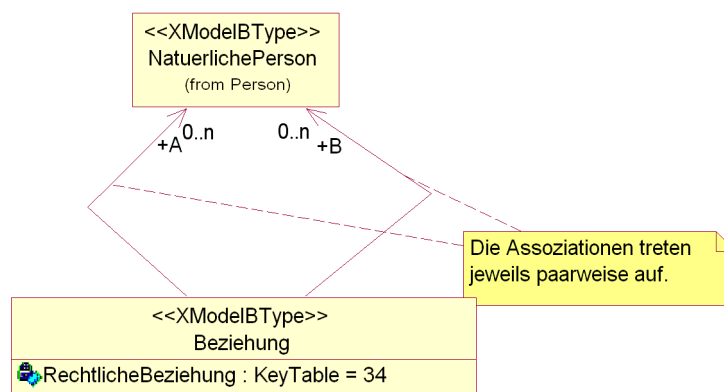 <<XModelBType>>
NatuerlichePerson
(from Person)
0..n
+A
0..n
+B
Die Assoziationen treten
jeweils paarweise auf.
<<XModelBType>>
Beziehung
RechtlicheBeziehung : KeyTable = 34